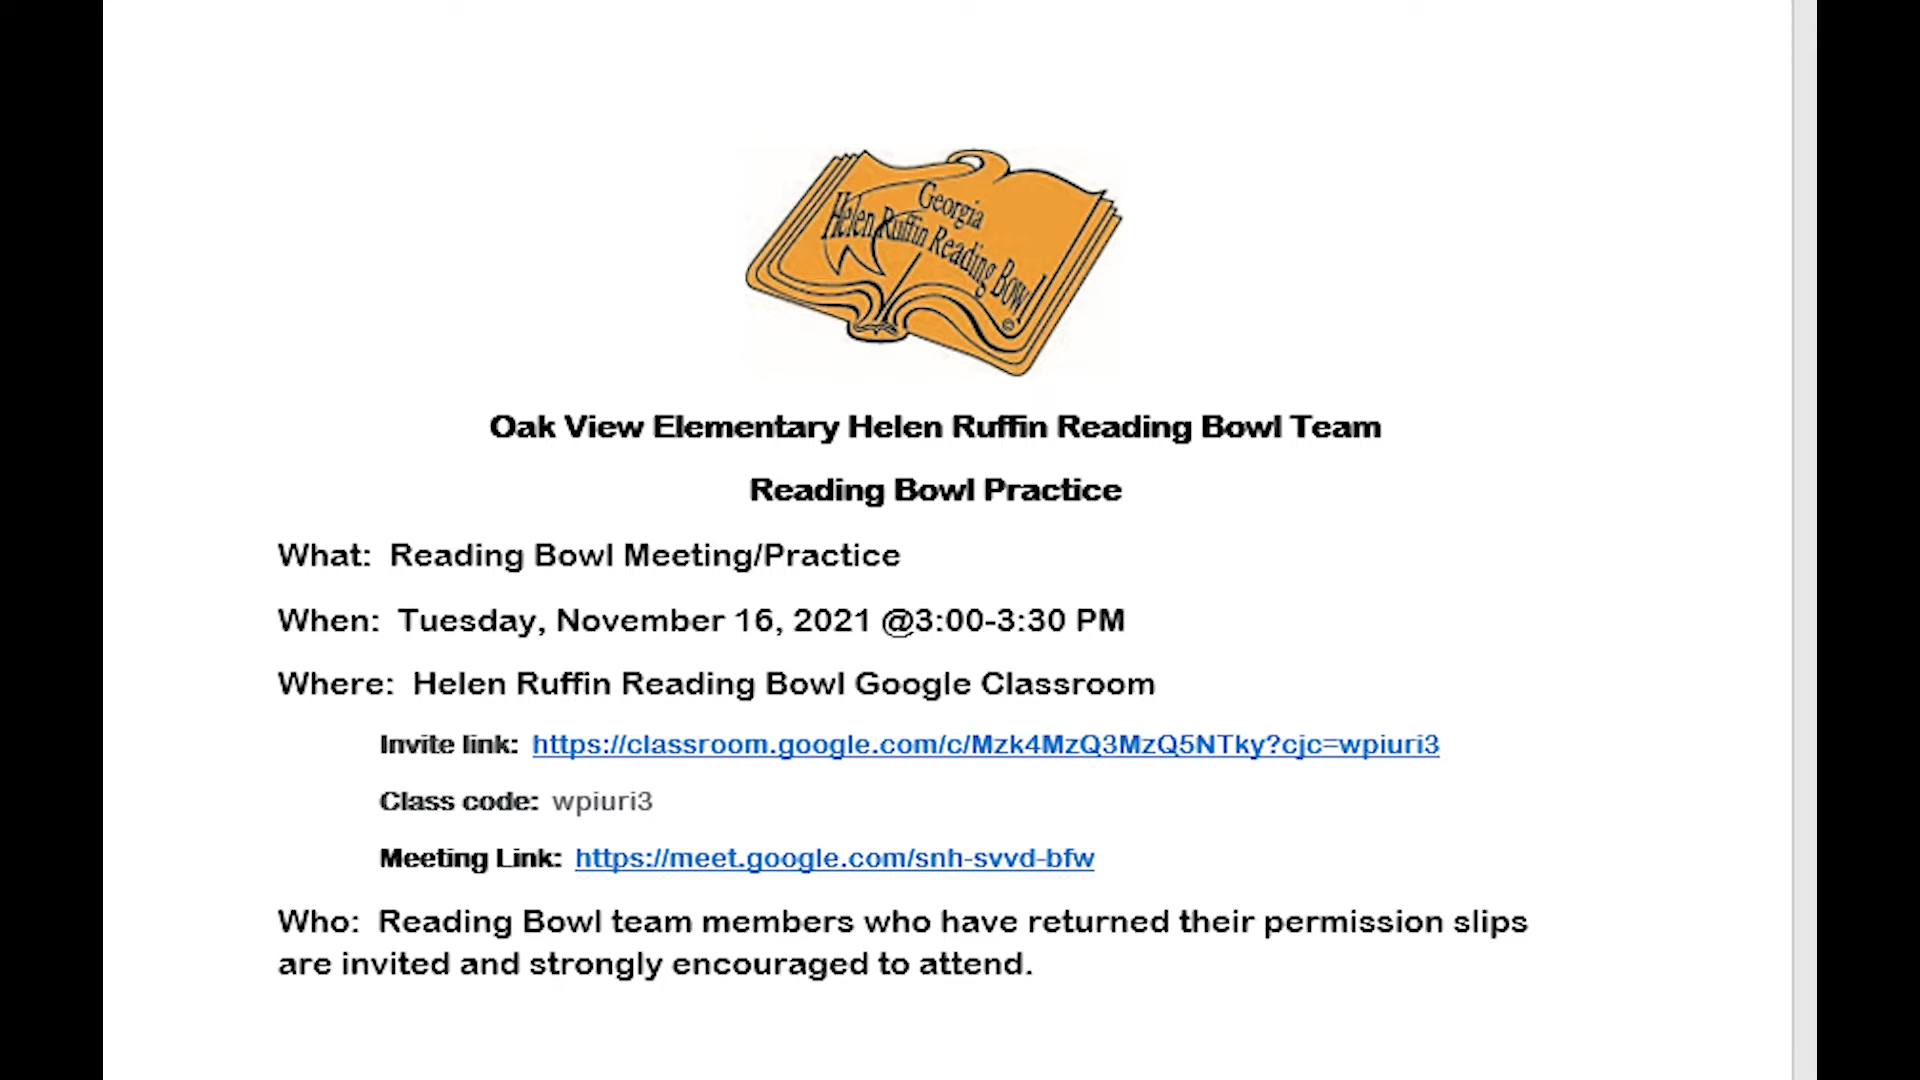 Georgia
Helen Ruffin Reading Bowl
©
Oak View Elementary Helen Ruffin Reading Bowl Team
Reading Bowl Practice
What: Reading Bowl Meeting/Practice
When: Tuesday, November 16, 2021 @3:00-3:30 PM
Where: Helen Ruffin Reading Bowl Google Classroom
Invite link: https://classroom.google.com/c/Mzk4MzQ3MzQ5NTky?cjc=wpiuri3
Class code: wpiuri3
Meeting Link: https://meet.google.com/snh-svvd-bfw
Who: Reading Bowl team members who have returned their permission slips
are invited and strongly encouraged to attend.